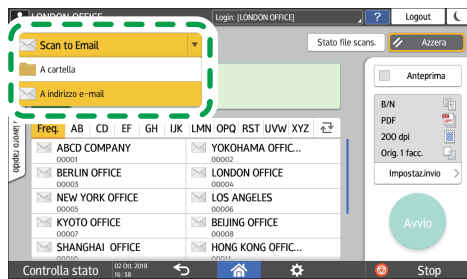 LONDON OFFICE
Login: [LONDON OFFICE]
?
Logout
Scan to Email
Stato file scans.
Azzera
A cartella
A indirizzo e-mail
Anteprima
B/N
PDF
200 dpi
Orig. 1 facc.
Impostaz.invio
Avvio
Lavoro rapido
Freq. AB CD EF GH IJK LMN OPQ RST UVW XYZ
ABCD COMPANY
00001
YOKOHAMA OFFIC...
00002
BERLIN OFFICE
00003
LONDON OFFICE
00004
NEW YORK OFFICE
00005
LOS ANGELES
00006
KYOTO OFFICE
00007
BEIJING OFFICE
00008
SHANGHAI OFFICE
HONG KONG OFFIC...
Controlla stato
02 Ott. 2018
16:38
Stop